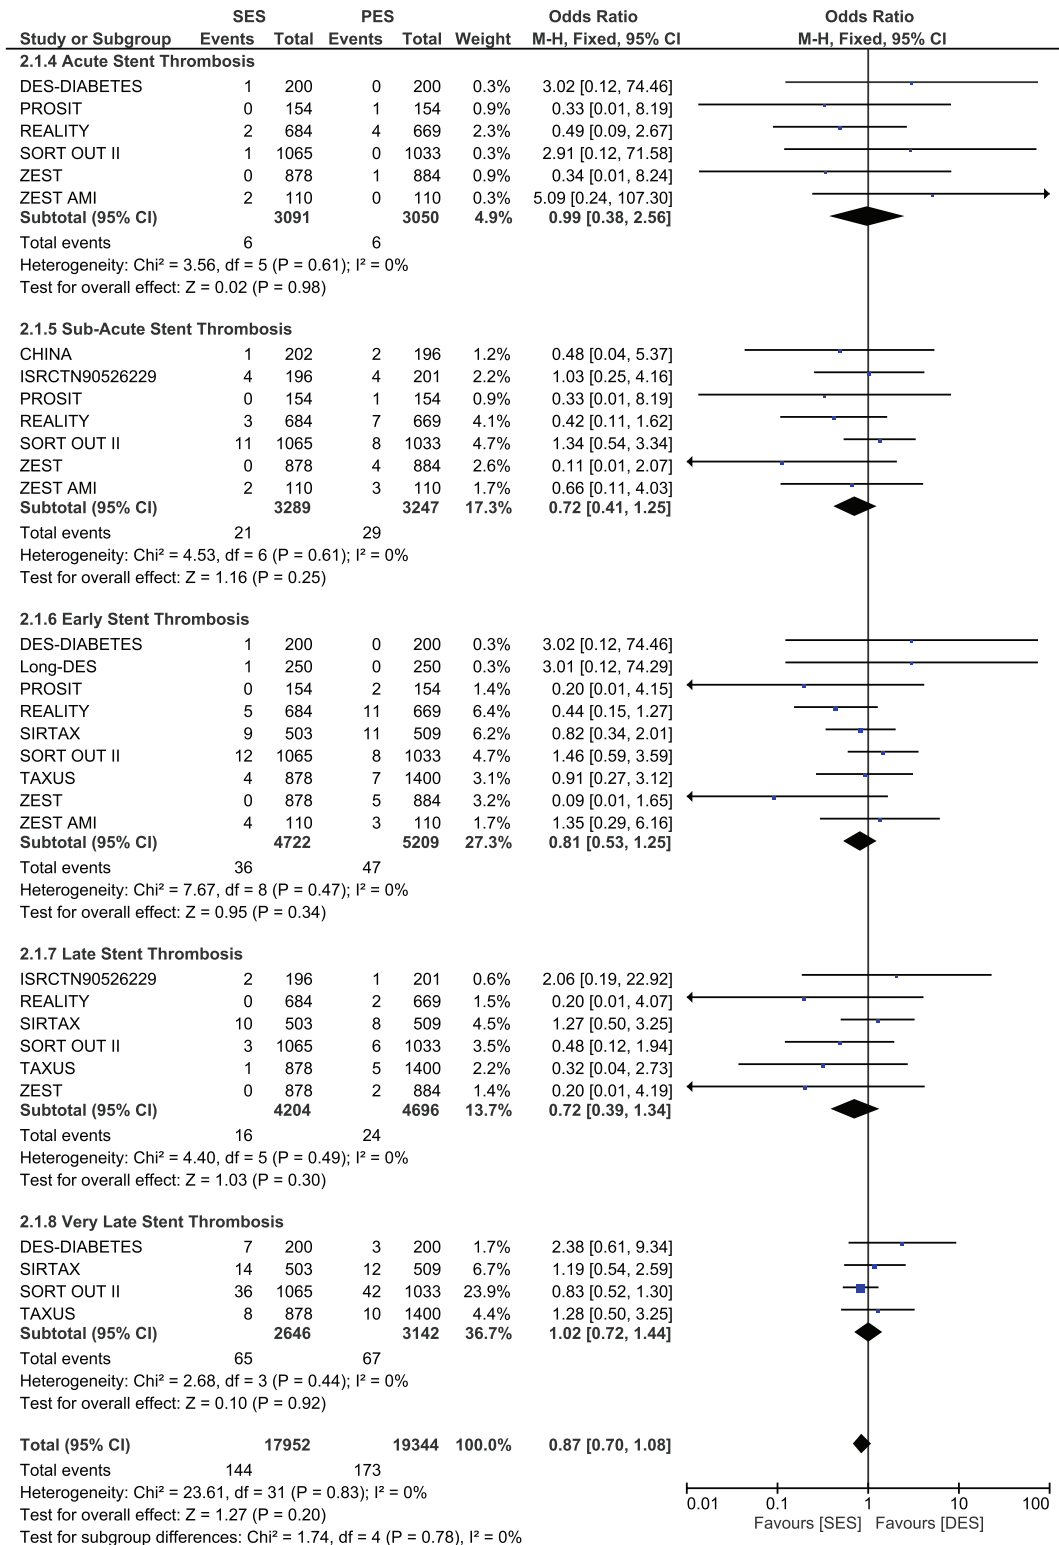 SES PES Odds Ratio Odds Ratio
Study or Subgroup Events Total Events Total Weight M-H, Fixed, 95% CI M-H, Fixed, 95% CI
2.1.4 Acute Stent Thrombosis
DES-DIABETES 1 200 0 200 0.3% 3.02 [0.12, 74.46]
PROSIT 0 154 1 154 0.9% 0.33 [0.01, 8.19]
REALITY 2 684 4 669 2.3% 0.49 [0.09, 2.67]
SORT OUT II 1 1065 0 1033 0.3% 2.91 [0.12, 71.58]
ZEST 0 878 1 884 0.9% 0.34 [0.01, 8.24]
ZEST AMI 2 110 0 110 0.3% 5.09 [0.24, 107.30]
Subtotal (95% CI) 3091 3050 4.9% 0.99 [0.38, 2.56]
Total events 6 6
Heterogeneity: Chi² = 3.56, df = 5 (P = 0.61); I² = 0%
Test for overall effect: Z = 0.02 (P = 0.98)
2.1.5 Sub-Acute Stent Thrombosis
CHINA 1 202 2 196 1.2% 0.48 [0.04, 5.37]
ISRCTN90526229 4 196 4 201 2.2% 1.03 [0.25, 4.16]
PROSIT 0 154 1 154 0.9% 0.33 [0.01, 8.19]
REALITY 3 684 7 669 4.1% 0.42 [0.11, 1.62]
SORT OUT II 11 1065 8 1033 4.7% 1.34 [0.54, 3.34]
ZEST 0 878 4 884 2.6% 0.11 [0.01, 2.07]
ZEST AMI 2 110 3 110 1.7% 0.66 [0.11, 4.03]
Subtotal (95% CI) 3289 3247 17.3% 0.72 [0.41, 1.25]
Total events 21 29
Heterogeneity: Chi² = 4.53, df = 6 (P = 0.61); I² = 0%
Test for overall effect: Z = 1.16 (P = 0.25)
2.1.6 Early Stent Thrombosis
DES-DIABETES 1 200 0 200 0.3% 3.02 [0.12, 74.46]
Long-DES 1 250 0 250 0.3% 3.01 [0.12, 74.29]
PROSIT 0 154 2 154 1.4% 0.20 [0.01, 4.15]
REALITY 5 684 11 669 6.4% 0.44 [0.15, 1.27]
SIRTAX 9 503 11 509 6.2% 0.82 [0.34, 2.01]
SORT OUT II 12 1065 8 1033 4.7% 1.46 [0.59, 3.59]
TAXUS 4 878 7 1400 3.1% 0.91 [0.27, 3.12]
ZEST 0 878 5 884 3.2% 0.09 [0.01, 1.65]
ZEST AMI 4 110 3 110 1.7% 1.35 [0.29, 6.16]
Subtotal (95% CI) 4722 5209 27.3% 0.81 [0.53, 1.25]
Total events 36 47
Heterogeneity: Chi² = 7.67, df = 8 (P = 0.47); I² = 0%
Test for overall effect: Z = 0.95 (P = 0.34)
2.1.7 Late Stent Thrombosis
ISRCTN90526229 2 196 1 201 0.6% 2.06 [0.19, 22.92]
REALITY 0 684 2 669 1.5% 0.20 [0.01, 4.07]
SIRTAX 10 503 8 509 4.5% 1.27 [0.50, 3.25]
SORT OUT II 3 1065 6 1033 3.5% 0.48 [0.12, 1.94]
TAXUS 1 878 5 1400 2.2% 0.32 [0.04, 2.73]
ZEST 0 878 2 884 1.4% 0.20 [0.01, 4.19]
Subtotal (95% CI) 4204 4696 13.7% 0.72 [0.39, 1.34]
Total events 16 24
Heterogeneity: Chi² = 4.40, df = 5 (P = 0.49); I² = 0%
Test for overall effect: Z = 1.03 (P = 0.30)
2.1.8 Very Late Stent Thrombosis
DES-DIABETES 7 200 3 200 1.7% 2.38 [0.61, 9.34]
SIRTAX 14 503 12 509 6.7% 1.19 [0.54, 2.59]
SORT OUT II 36 1065 42 1033 23.9% 0.83 [0.52, 1.30]
TAXUS 8 878 10 1400 4.4% 1.28 [0.50, 3.25]
Subtotal (95% CI) 2646 3142 36.7% 1.02 [0.72, 1.44]
Total events 65 67
Heterogeneity: Chi² = 2.68, df = 3 (P = 0.44); I² = 0%
Test for overall effect: Z = 0.10 (P = 0.92)
Total (95% CI) 17952 19344 100.0% 0.87 [0.70, 1.08]
Total events 144 173
Heterogeneity: Chi² = 23.61, df = 31 (P = 0.83); I² = 0%
Test for overall effect: Z = 1.27 (P = 0.20)
Test for subgroup differences: Chi² = 1.74, df = 4 (P = 0.78), I² = 0%
0.01 0.1 1 10 100
Favours [SES] Favours [DES]